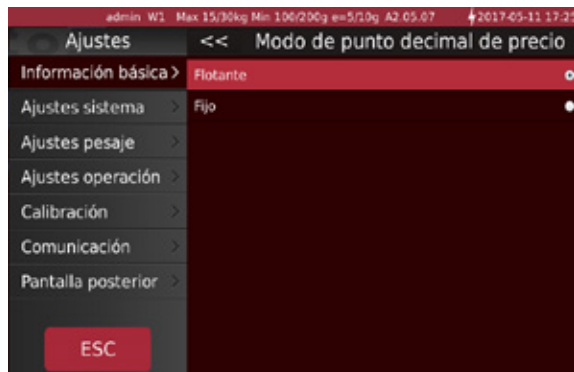 admin W1 Max 15/30kg Min 100/200g e=5/10g A2.05.07 2017-05-11 17:25
Ajustes
<< Modo de punto decimal de precio
Información básica >
Flotante
Ajustes sistema >
Fijo
Ajustes pesaje >
Ajustes operación >
Calibración >
Comunicación >
Pantalla posterior >
ESC